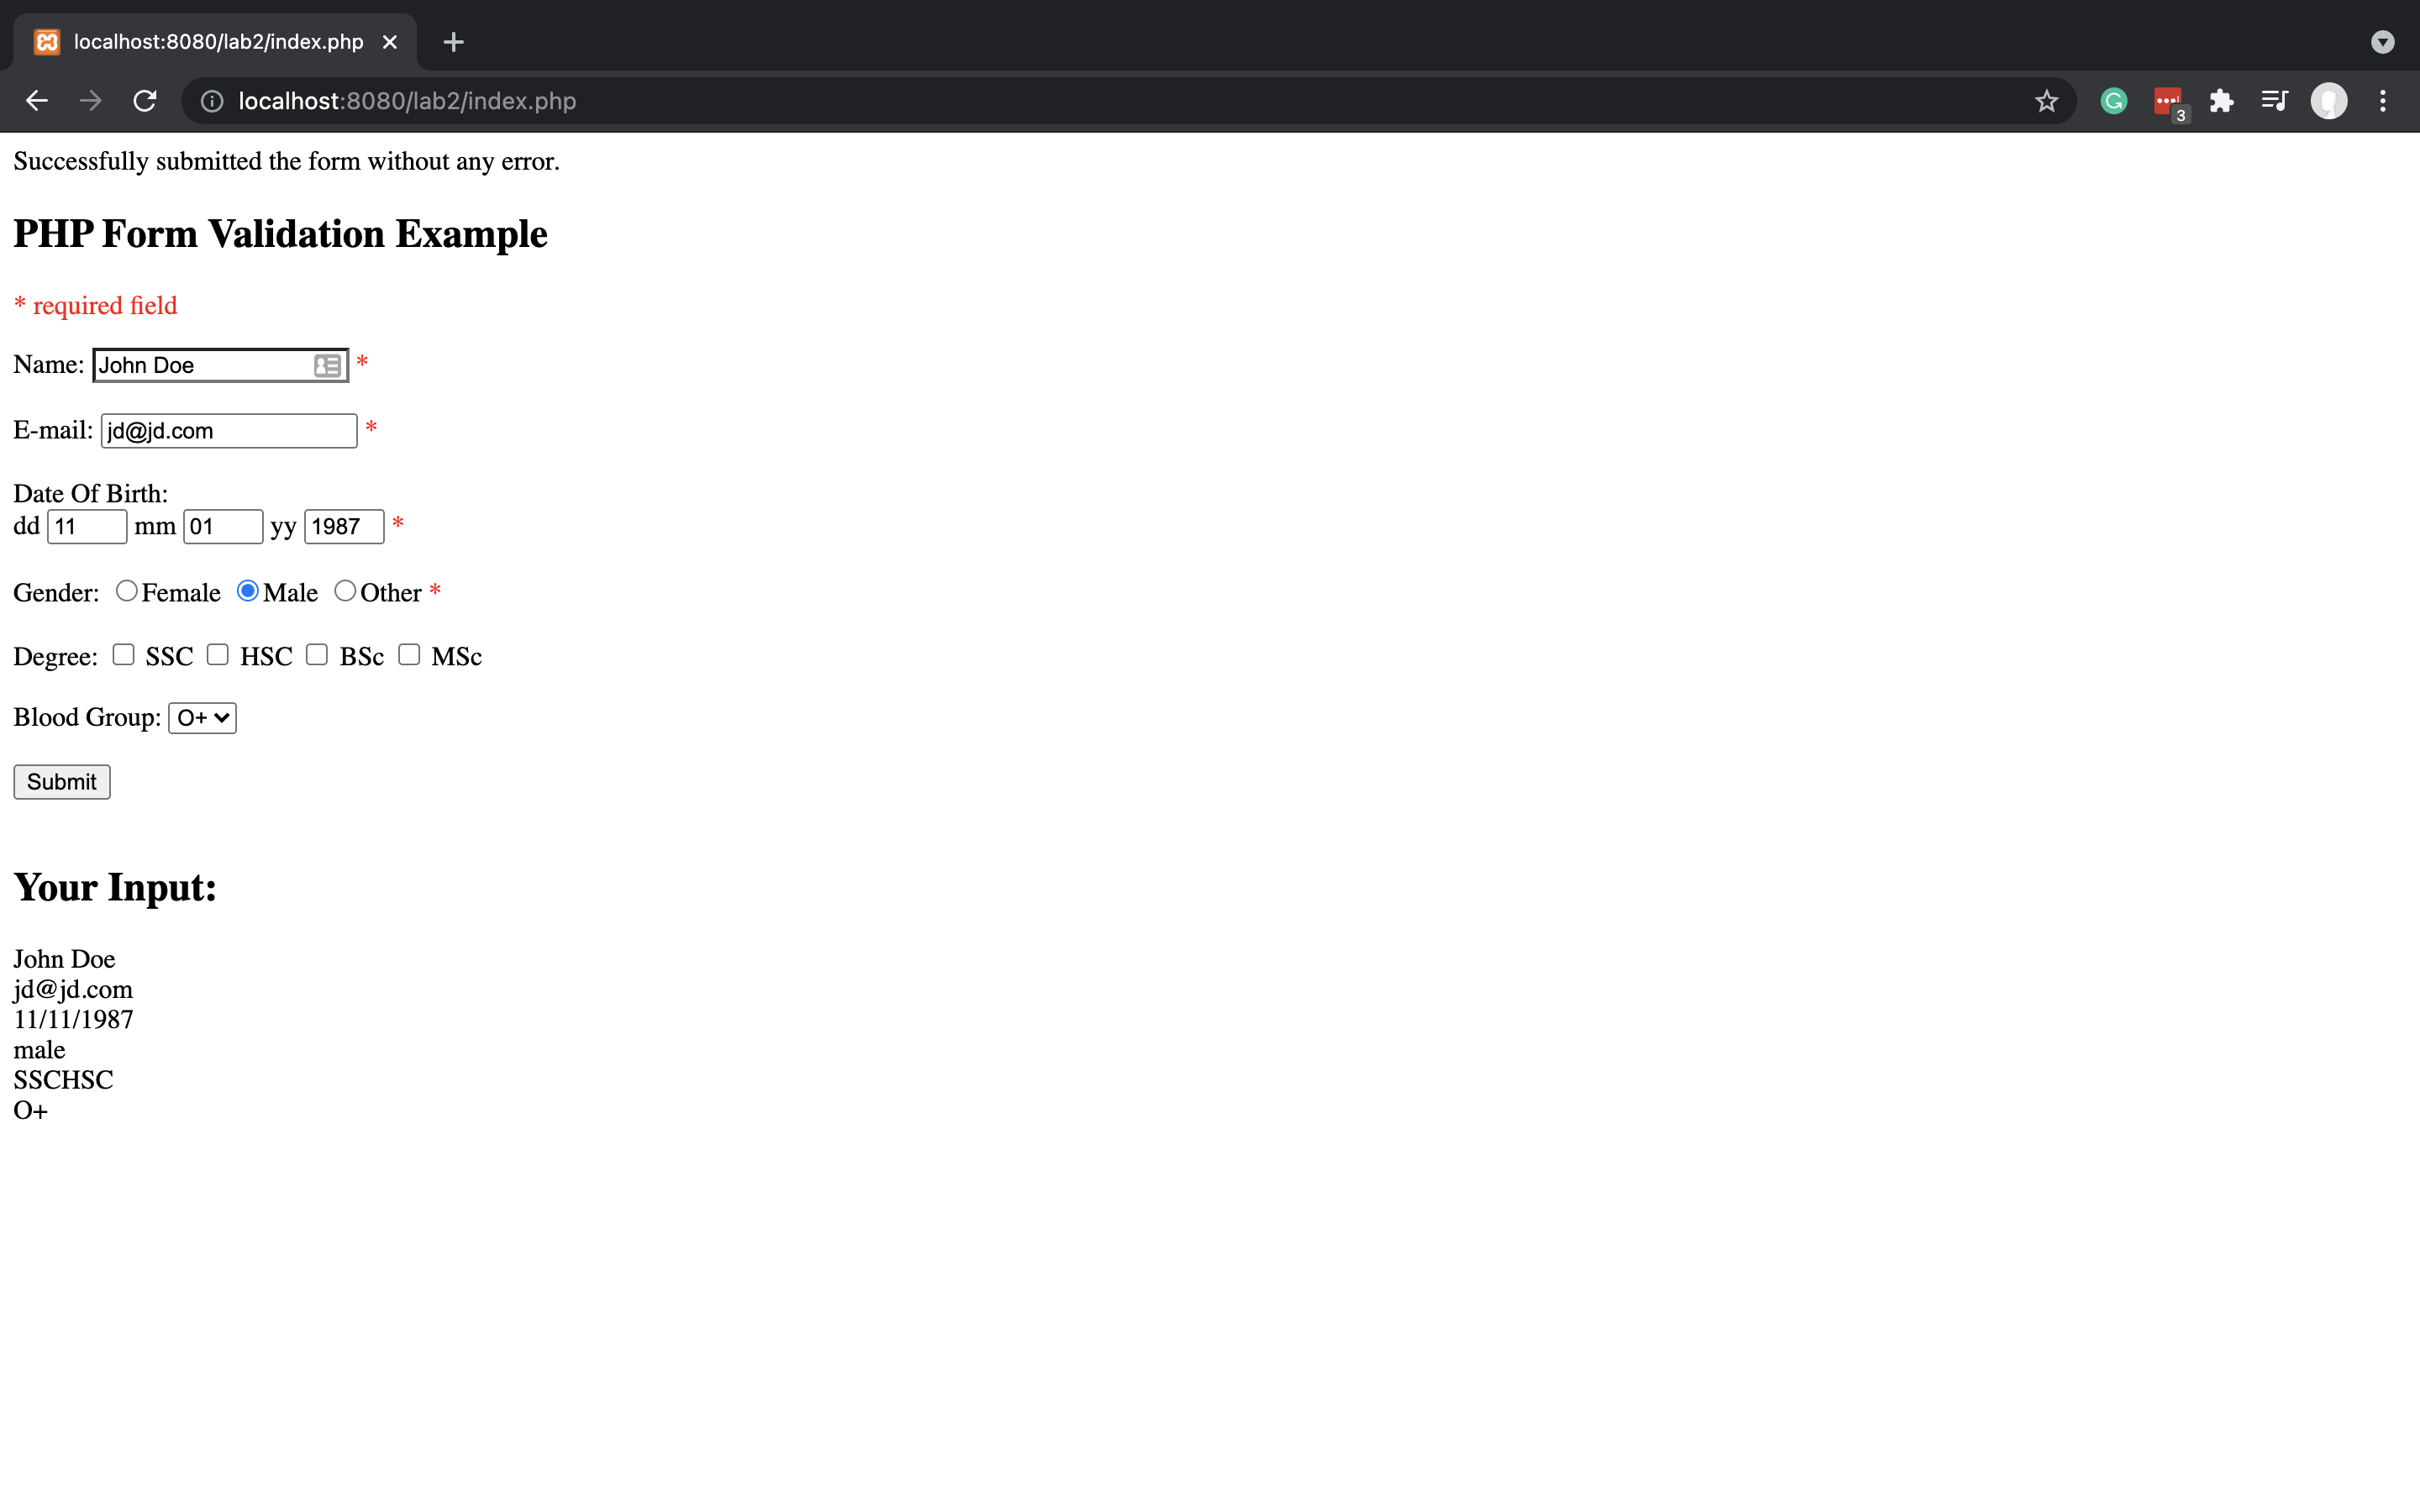 localhost:8080/lab2/index.php
localhost:8080/lab2/index.php
3
Successfully submitted the form without any error.
PHP Form Validation Example
* required field
Name: John Doe *
E-mail: jd@jd.com *
Date Of Birth:
dd 11 mm 01 yy 1987 *
Gender: Female Male Other *
Degree: SSC HSC BSc MSc
Blood Group: O+
Submit
Your Input:
John Doe
jd@jd.com
11/11/1987
male
SSCHSC
O+